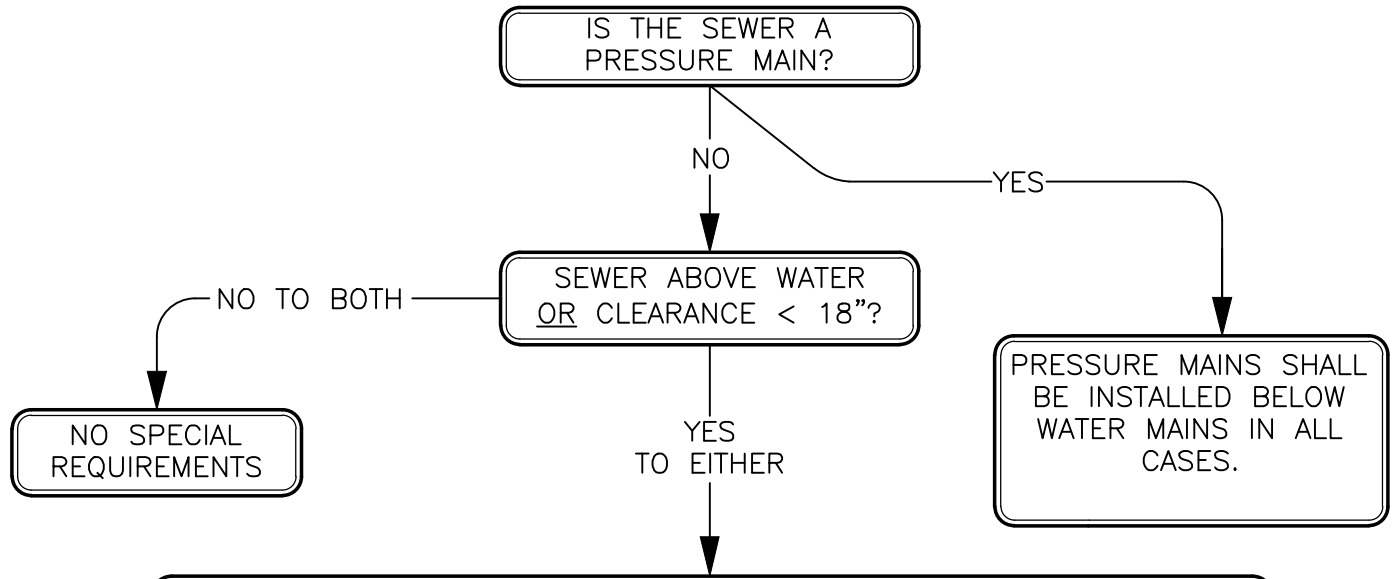 IS THE SEWER A
PRESSURE MAIN?
NO
YES
SEWER ABOVE WATER
OR CLEARANCE < 18”?
NO TO BOTH
PRESSURE MAINS SHALL
BE INSTALLED BELOW
WATER MAINS IN ALL
CASES.
NO SPECIAL
REQUIREMENTS
YES
TO EITHER